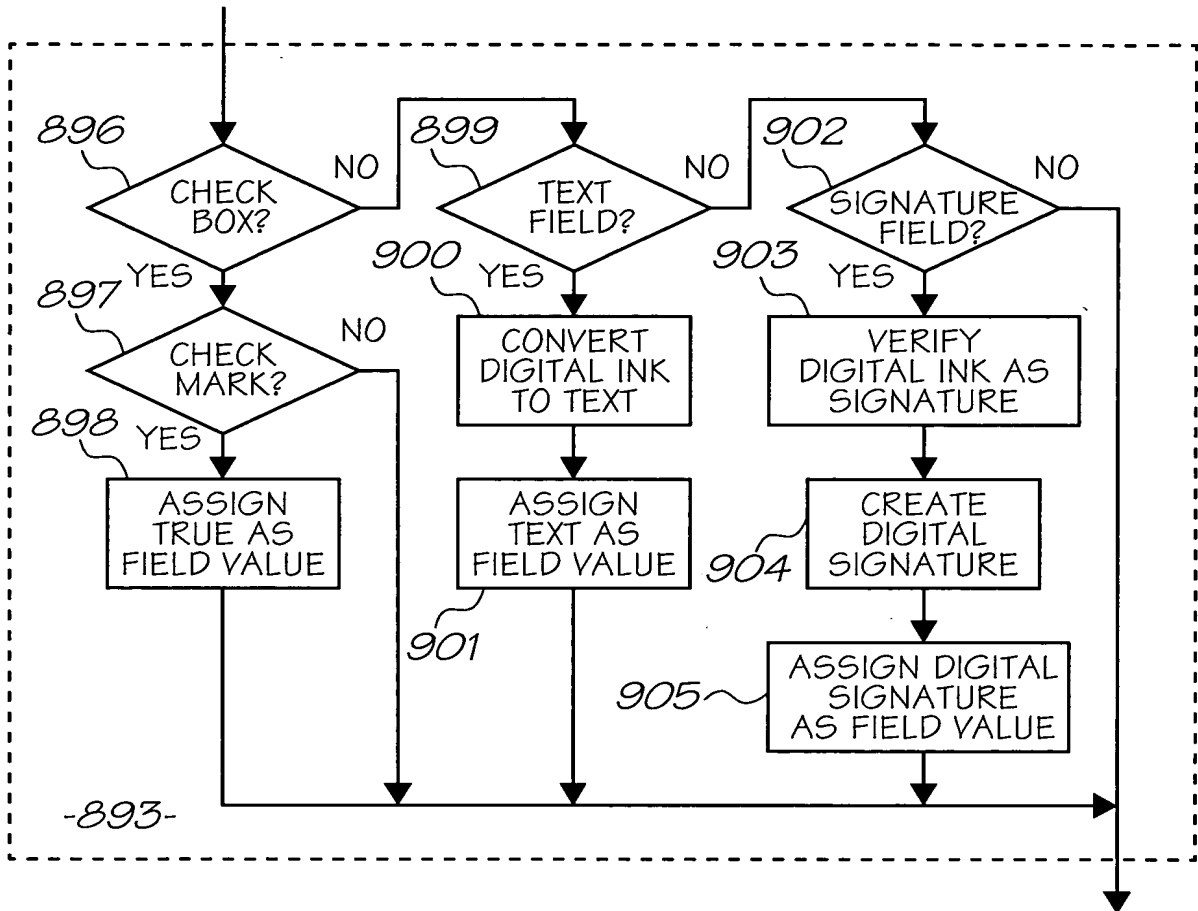 896
CHECK
BOX?
NO
YES
897
CHECK
MARK?
NO
YES
898
ASSIGN
TRUE AS
FIELD VALUE
899
TEXT
FIELD?
NO
YES
900
CONVERT
DIGITAL INK
TO TEXT
ASSIGN
TEXT AS
FIELD VALUE
901
902
SIGNATURE
FIELD?
NO
YES
903
VERIFY
DIGITAL INK AS
SIGNATURE
CREATE
DIGITAL
SIGNATURE
904
ASSIGN DIGITAL
SIGNATURE
AS FIELD VALUE
905
-893-